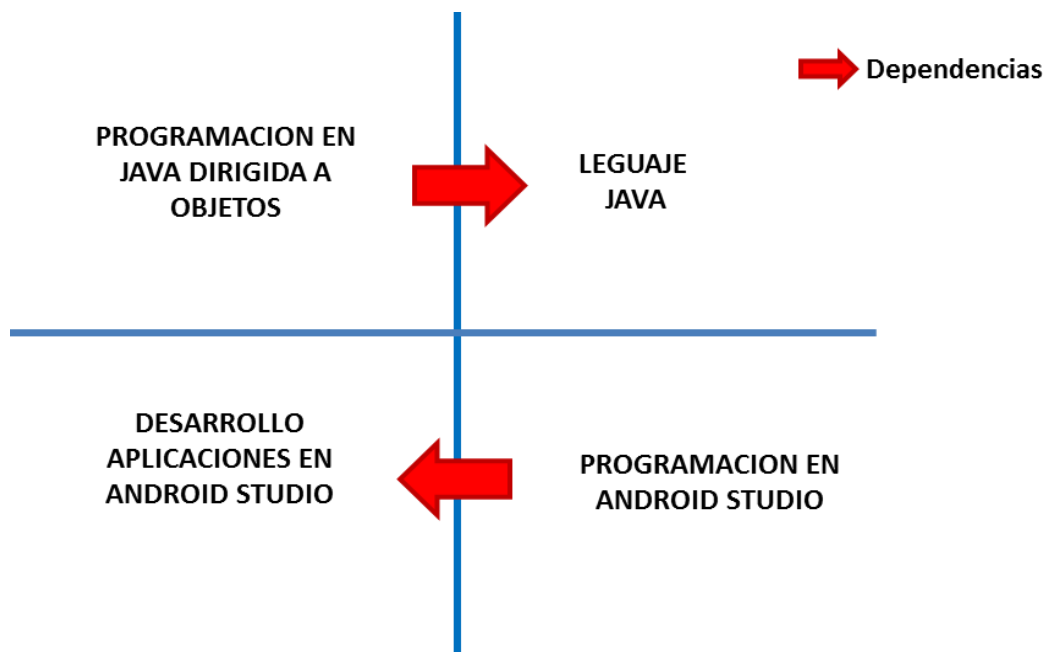 Dependencias
PROGRAMACION EN
JAVA DIRIGIDA A
OBJETOS
LEGUAJE
JAVA
DESARROLLO
APLICACIONES EN
ANDROID STUDIO
PROGRAMACION EN
ANDROID STUDIO